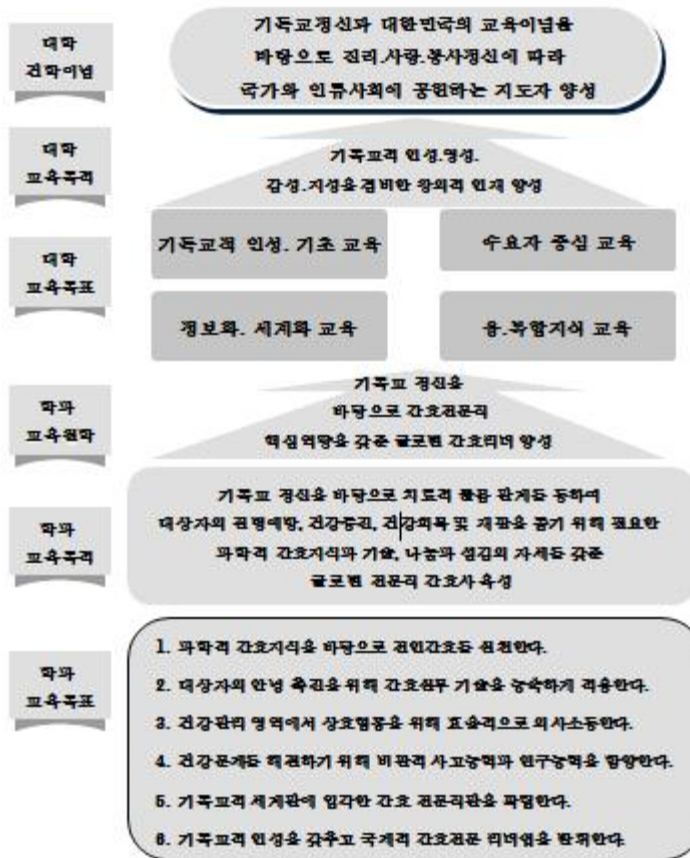 대학
건학이념
기독교정신과 대한민국의 교육이념을
바탕으로 진리.사랑.봉사정신에 따라
국가와 인류사회에 공헌하는 지도자 양성
대학
교육목적
기독교적 인성.영성.
감성.지성을 겸비한 창의적 인재 양성
대학
교육목표
기독교적 인성. 기초 교육
수요자 중심 교육
정보화. 세계화 교육
융.복합지식 교육
학과
교육철학
기독교 정신을
바탕으로 간호전문직
핵심역량을 갖춘 글로벌 간호리더 양성
학과
교육목적
기독교 정신을 바탕으로 치료적 돌봄 관계를 통하여
대상자의 질병예방, 건강증진, 건강회복 및 재활을 돕기 위해 필요한
과학적 간호지식과 기술, 나눔과 섬김의 자세를 갖춘
글로벌 전문직 간호사 육성
학과
교육목표
1. 과학적 간호지식을 바탕으로 전인간호를 실천한다.
2. 대상자의 안녕 촉진을 위해 간호실무 기술을 능숙하게 적용한다.
3. 건강관리 영역에서 상호협동을 위해 효율적으로 의사소통한다.
4. 건강문제를 해결하기 위해 비판적 사고능력과 연구능력을 함양한다.
5. 기독교적 세계관에 입각한 간호 전문직관을 확립한다.
6. 기독교적 인성을 갖추고 국제적 간호전문 리더쉽을 발휘한다.